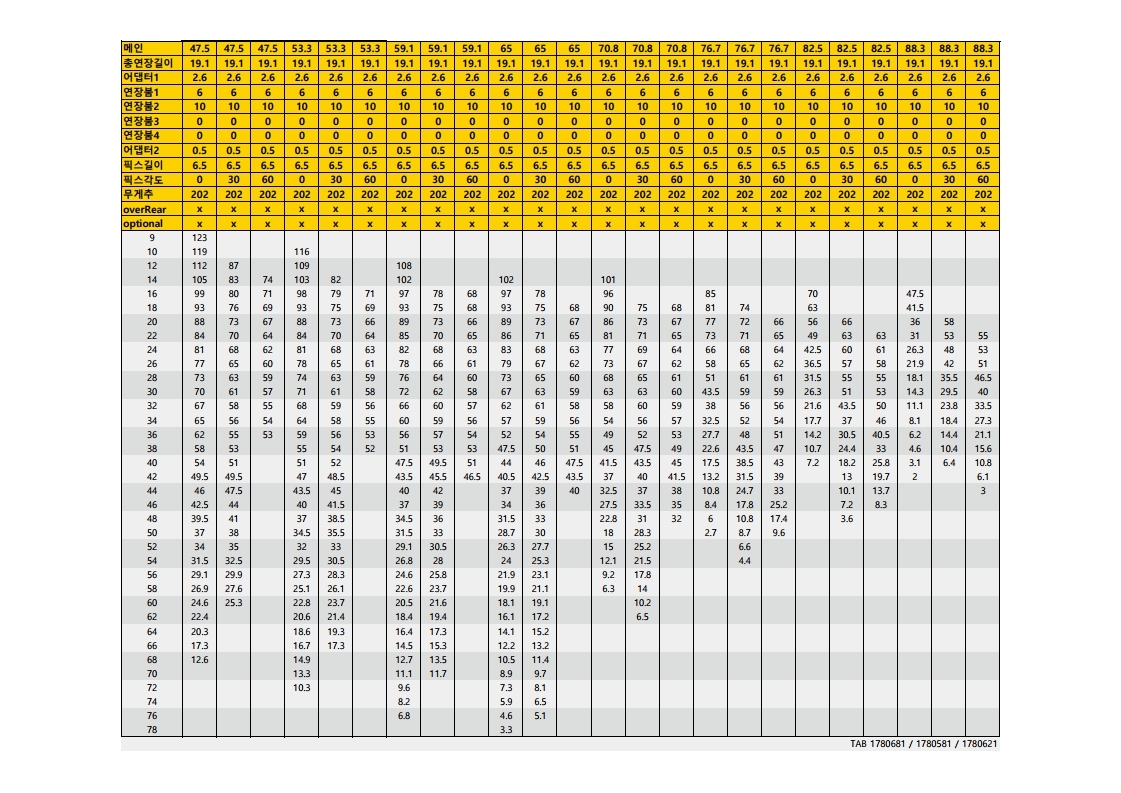 메인 47.5 47.5 47.5 53.3 53.3 53.3 59.1 59.1 59.1 65 65 65 70.8 70.8 70.8 76.7 76.7 76.7 82.5 82.5 82.5 88.3 88.3 88.3
총연장길이 19.1 19.1 19.1 19.1 19.1 19.1 19.1 19.1 19.1 19.1 19.1 19.1 19.1 19.1 19.1 19.1 19.1 19.1 19.1 19.1 19.1 19.1 19.1 19.1
어댑터1 2.6 2.6 2.6 2.6 2.6 2.6 2.6 2.6 2.6 2.6 2.6 2.6 2.6 2.6 2.6 2.6 2.6 2.6 2.6 2.6 2.6 2.6 2.6 2.6
연장붐1 6 6 6 6 6 6 6 6 6 6 6 6 6 6 6 6 6 6 6 6 6 6 6 6
연장붐2 10 10 10 10 10 10 10 10 10 10 10 10 10 10 10 10 10 10 10 10 10 10 10 10
연장붐3 0 0 0 0 0 0 0 0 0 0 0 0 0 0 0 0 0 0 0 0 0 0 0 0
연장붐4 0 0 0 0 0 0 0 0 0 0 0 0 0 0 0 0 0 0 0 0 0 0 0 0
어댑터2 0.5 0.5 0.5 0.5 0.5 0.5 0.5 0.5 0.5 0.5 0.5 0.5 0.5 0.5 0.5 0.5 0.5 0.5 0.5 0.5 0.5 0.5 0.5 0.5
픽스길이 6.5 6.5 6.5 6.5 6.5 6.5 6.5 6.5 6.5 6.5 6.5 6.5 6.5 6.5 6.5 6.5 6.5 6.5 6.5 6.5 6.5 6.5 6.5 6.5
픽스각도 0 30 60 0 30 60 0 30 60 0 30 60 0 30 60 0 30 60 0 30 60 0 30 60
무게추 202 202 202 202 202 202 202 202 202 202 202 202 202 202 202 202 202 202 202 202 202 202 202 202
overRear x x x x x x x x x x x x x x x x x x x x x x x x
optional x x x x x x x x x x x x x x x x x x x x x x x x
9 123
10 119 116
12 112 87 109 108
14 105 83 74 103 82 102 102 101
16 99 80 71 98 79 71 97 78 68 97 78 96 85 70 47.5
18 93 76 69 93 75 69 93 75 68 93 75 68 90 75 68 81 74 63 41.5
20 88 73 67 88 73 66 89 73 66 89 73 67 86 73 67 77 72 66 56 66 36 58
22 84 70 64 84 70 64 85 70 65 86 71 65 81 71 65 73 71 65 49 63 63 31 53 55
24 81 68 62 81 68 63 82 68 63 83 68 63 77 69 64 66 68 64 42.5 60 61 26.3 48 53
26 77 65 60 78 65 61 78 66 61 79 67 62 73 67 62 58 65 62 36.5 57 58 21.9 42 51
28 73 63 59 74 63 59 76 64 60 73 65 60 68 65 61 51 61 61 31.5 55 55 18.1 35.5 46.5
30 70 61 57 71 61 58 72 62 58 67 63 59 63 63 60 43.5 59 59 26.3 51 53 14.3 29.5 40
32 67 58 55 68 59 56 66 60 57 62 61 58 58 60 59 38 56 56 21.6 43.5 50 11.1 23.8 33.5
34 65 56 54 64 58 55 60 59 56 57 59 56 54 56 57 32.5 52 54 17.7 37 46 8.1 18.4 27.3
36 62 55 53 59 56 53 56 57 54 52 54 55 49 52 53 27.7 48 51 14.2 30.5 40.5 6.2 14.4 21.1
38 58 53 55 54 52 51 53 53 47.5 50 51 45 47.5 49 22.6 43.5 47 10.7 24.4 33 4.6 10.4 15.6
40 54 51 51 52 47.5 49.5 51 44 46 47.5 41.5 43.5 45 17.5 38.5 43 7.2 18.2 25.8 3.1 6.4 10.8
42 49.5 49.5 47 48.5 43.5 45.5 46.5 40.5 42.5 43.5 37 40 41.5 13.2 31.5 39 13 19.7 2 6.1
44 46 47.5 43.5 45 40 42 37 39 40 32.5 37 38 10.8 24.7 33 10.1 13.7 3
46 42.5 44 40 41.5 37 39 34 36 27.5 33.5 35 8.4 17.8 25.2 7.2 8.3
48 39.5 41 37 38.5 34.5 36 31.5 33 22.8 31 32 6 10.8 17.4 3.6
50 37 38 34.5 35.5 31.5 33 28.7 30 18 28.3 2.7 8.7 9.6
52 34 35 32 33 29.1 30.5 26.3 27.7 15 25.2 6.6
54 31.5 32.5 29.5 30.5 26.8 28 24 25.3 12.1 21.5 4.4
56 29.1 29.9 27.3 28.3 24.6 25.8 21.9 23.1 9.2 17.8
58 26.9 27.6 25.1 26.1 22.6 23.7 19.9 21.1 6.3 14
60 24.6 25.3 22.8 23.7 20.5 21.6 18.1 19.1 10.2
62 22.4 20.6 21.4 18.4 19.4 16.1 17.2 6.5
64 20.3 18.6 19.3 16.4 17.3 14.1 15.2
66 17.3 16.7 17.3 14.5 15.3 12.2 13.2
68 12.6 14.9 12.7 13.5 10.5 11.4
70 13.3 11.1 11.7 8.9 9.7
72 10.3 9.6 7.3 8.1
74 8.2 5.9 6.5
76 6.8 4.6 5.1
78 3.3
TAB 1780681 / 1780581 / 1780621